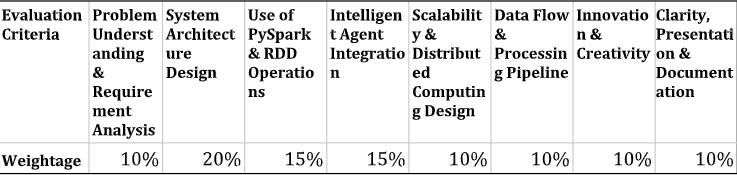 Evaluation Criteria
Problem Understanding & Requirement Analysis
System Architecture Design
Use of PySpark & RDD Operations
Intelligent Agent Integration
Scalability & Distributed Computing Design
Data Flow & Processing Pipeline
Innovation & Creativity
Clarity, Presentation & Documentation
Weightage 10% 20% 15% 15% 10% 10% 10% 10%